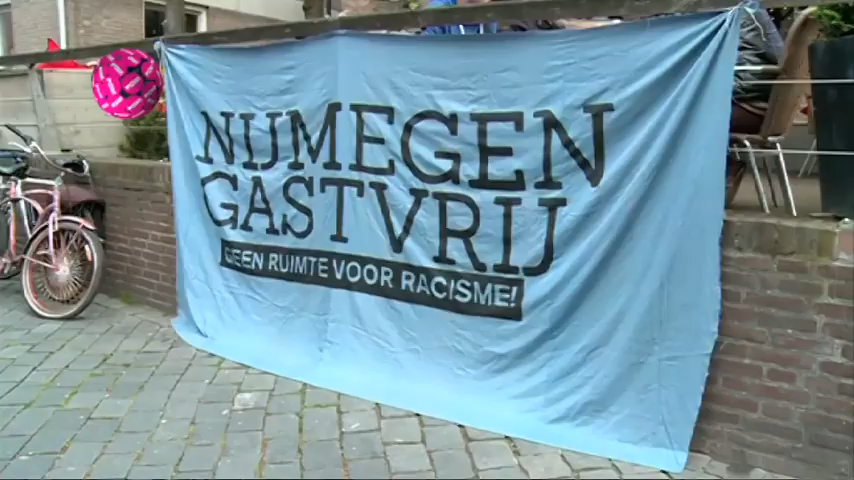 NIJMEGEN
GASTVRIJ
GEEN RUIMTE VOOR RACISME!